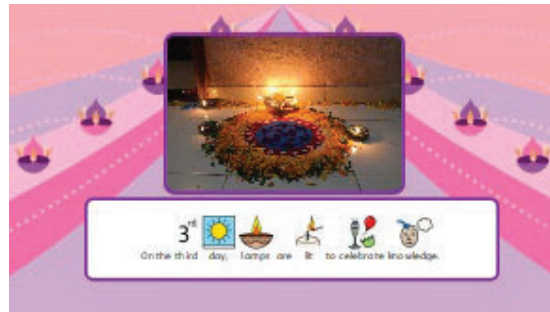 3rd
On the third day, lamps are lit to celebrate knowledge.